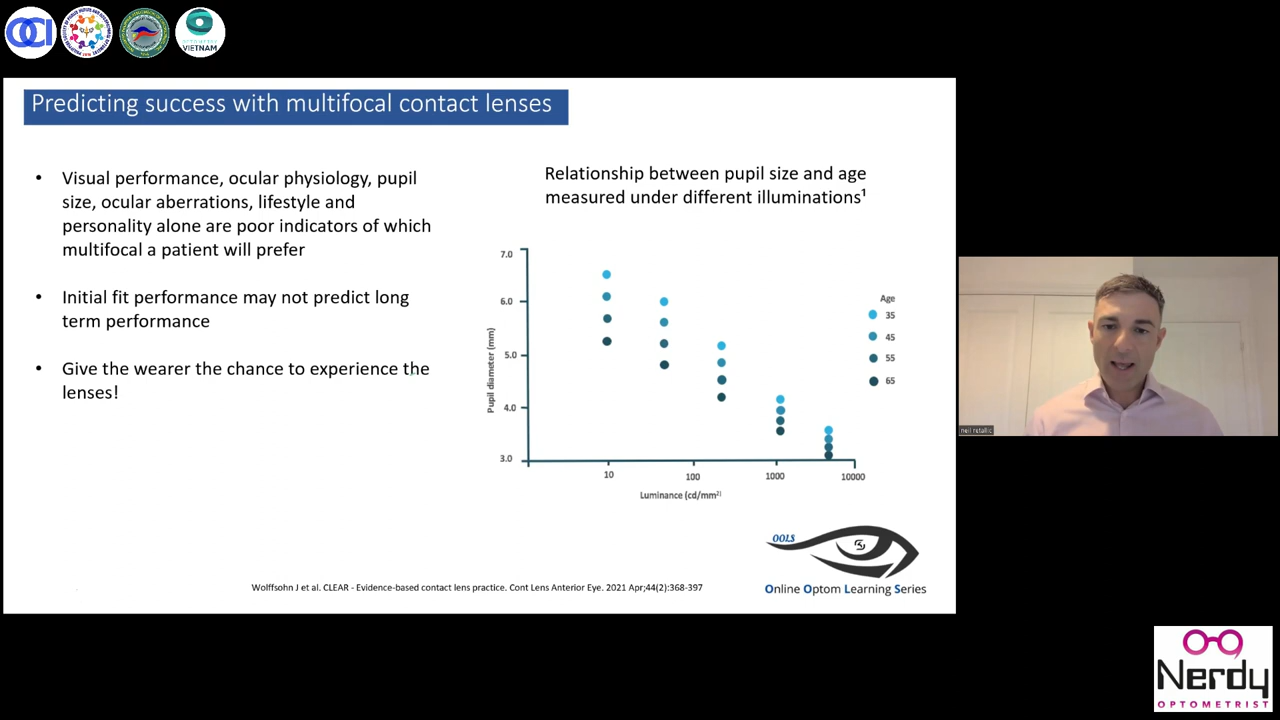 OCI
OPTOMETRY
VIETNAM
Predicting success with multifocal contact lenses
• Visual performance, ocular physiology, pupil
size, ocular aberrations, lifestyle and
personality alone are poor indicators of which
multifocal a patient will prefer
• Initial fit performance may not predict long
term performance
• Give the wearer the chance to experience the
lenses!
Relationship between pupil size and age
measured under different illuminations¹
Pupil diameter (mm)
7.0
6.0
5.0
4.0
3.0
10
100
1000
10000
Luminance (cd/mm²⁾
Age
35
45
55
65
OOLS
Online Optom Learning Series
Wolffsohn J et al. CLEAR - Evidence-based contact lens practice. Cont Lens Anterior Eye. 2021 Apr;44(2):368-397
neil retallic
Nerdy
OPTOMETRIST